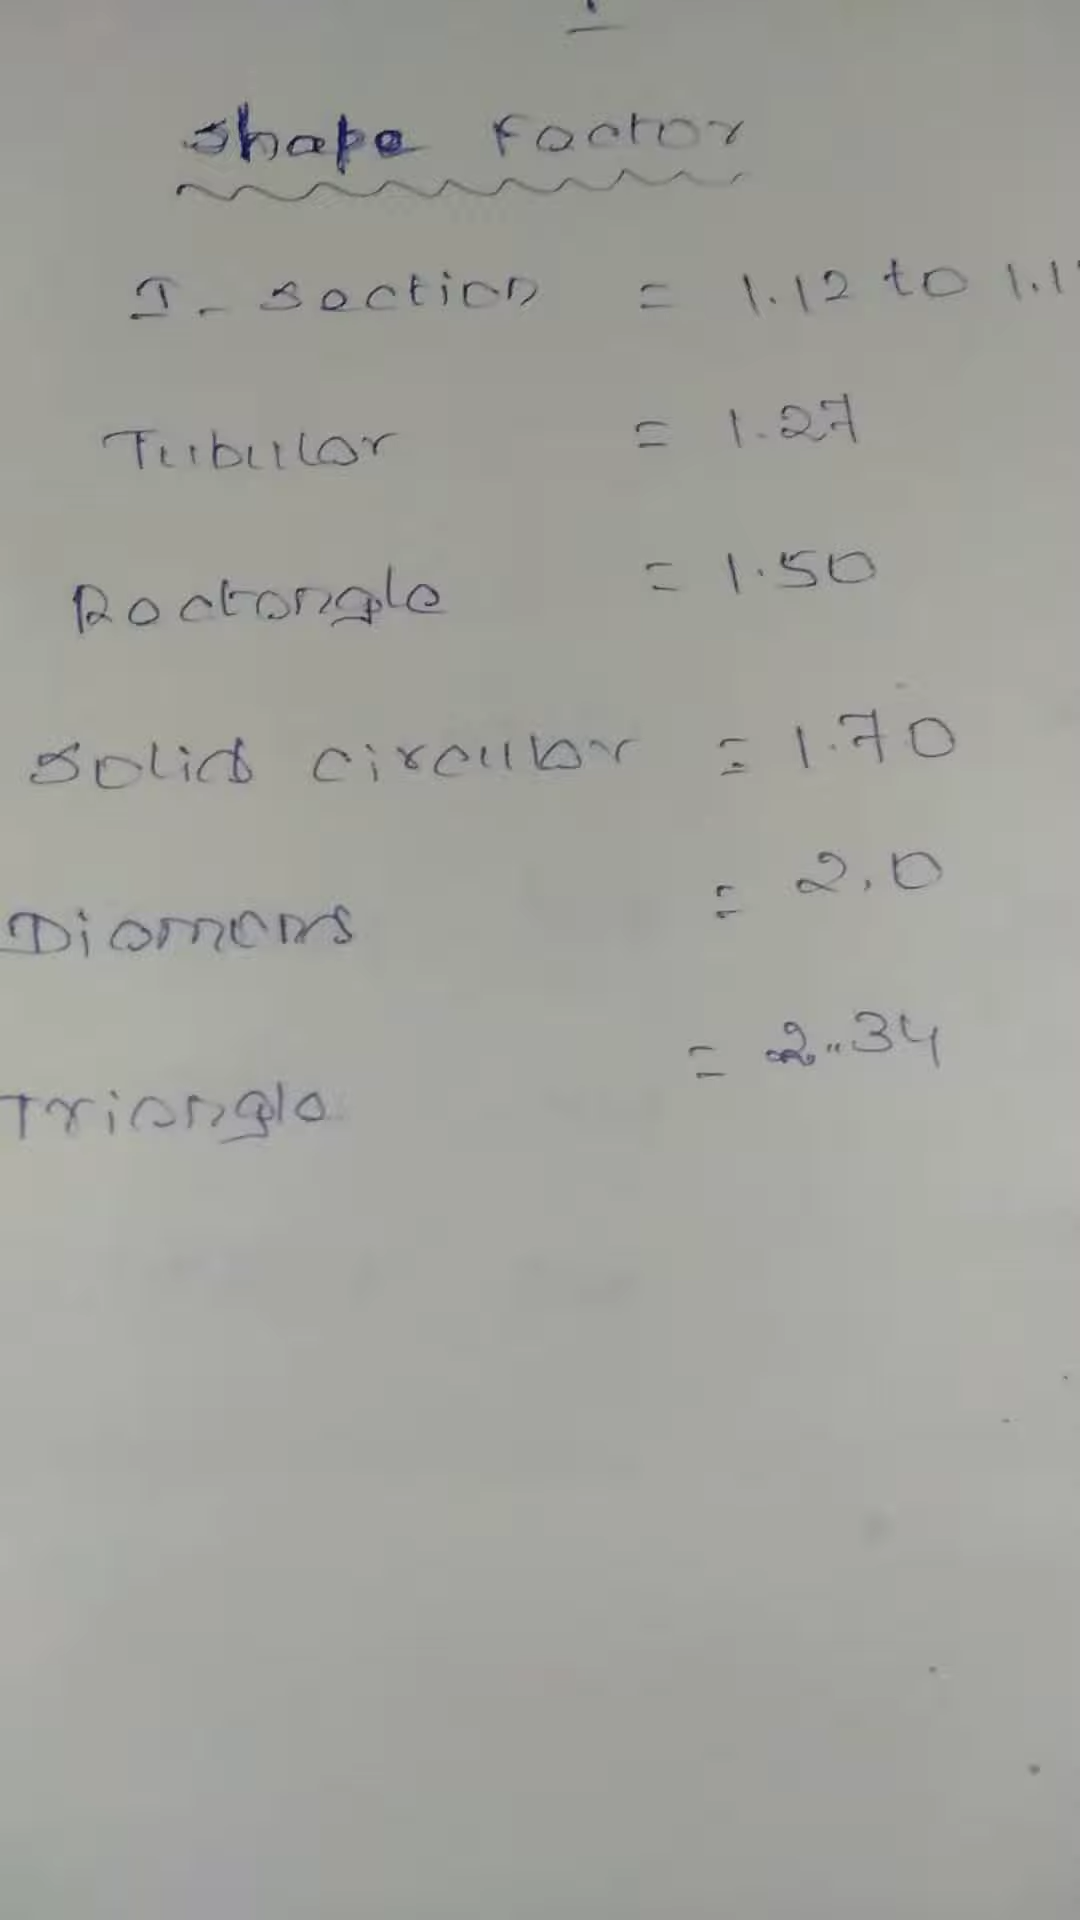 Shape Factor
I - Section = 1.12 to 1.1
Tubular = 1.27
Rectangle = 1.50
Solid circular = 1.70
Diamond = 2.0
Triangle = 2.34